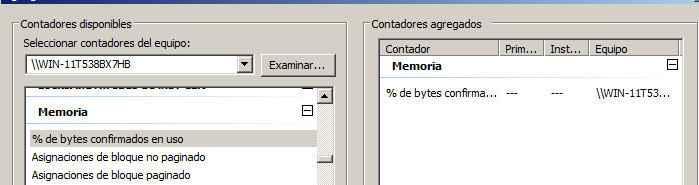 Contadores disponibles
Seleccionar contadores del equipo:
\\WIN-11T538BX7HB
Examinar...
Memoria
% de bytes confirmados en uso
Asignaciones de bloque no paginado
Asignaciones de bloque paginado
Contadores agregados
Contador Prim... Inst... Equipo
Memoria
% de bytes confirma... --- --- \\WIN-11T53...